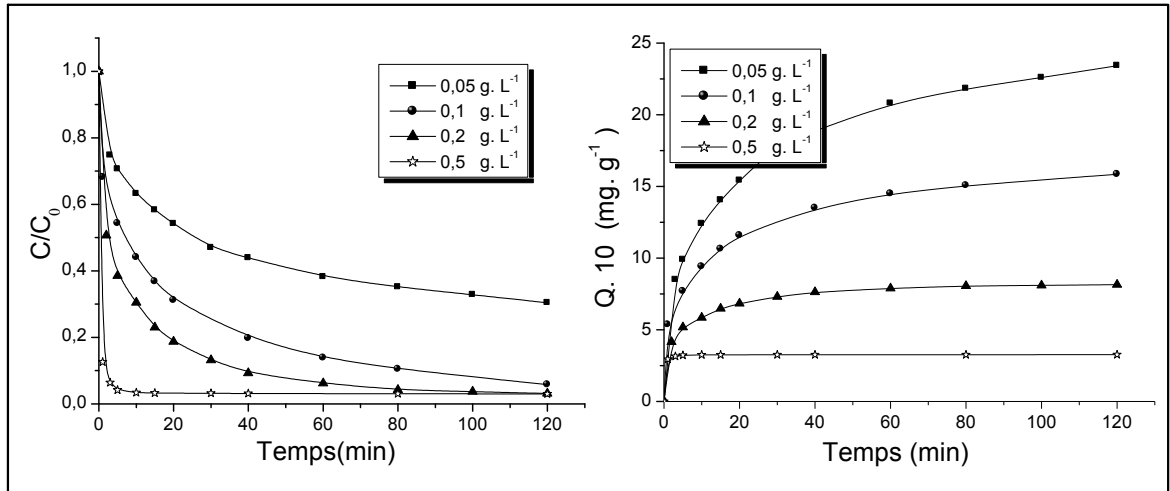 1,0
0,8
0,6
0,4
0,2
0,0
C/C₀
0,05 g. L⁻¹
0,1 g. L⁻¹
0,2 g. L⁻¹
0,5 g. L⁻¹
0 20 40 60 80 100 120
Temps(min)
25
20
15
10
5
0
Q. 10 (mg. g⁻¹)
0,05 g. L⁻¹
0,1 g. L⁻¹
0,2 g. L⁻¹
0,5 g. L⁻¹
0 20 40 60 80 100 120
Temps (min)